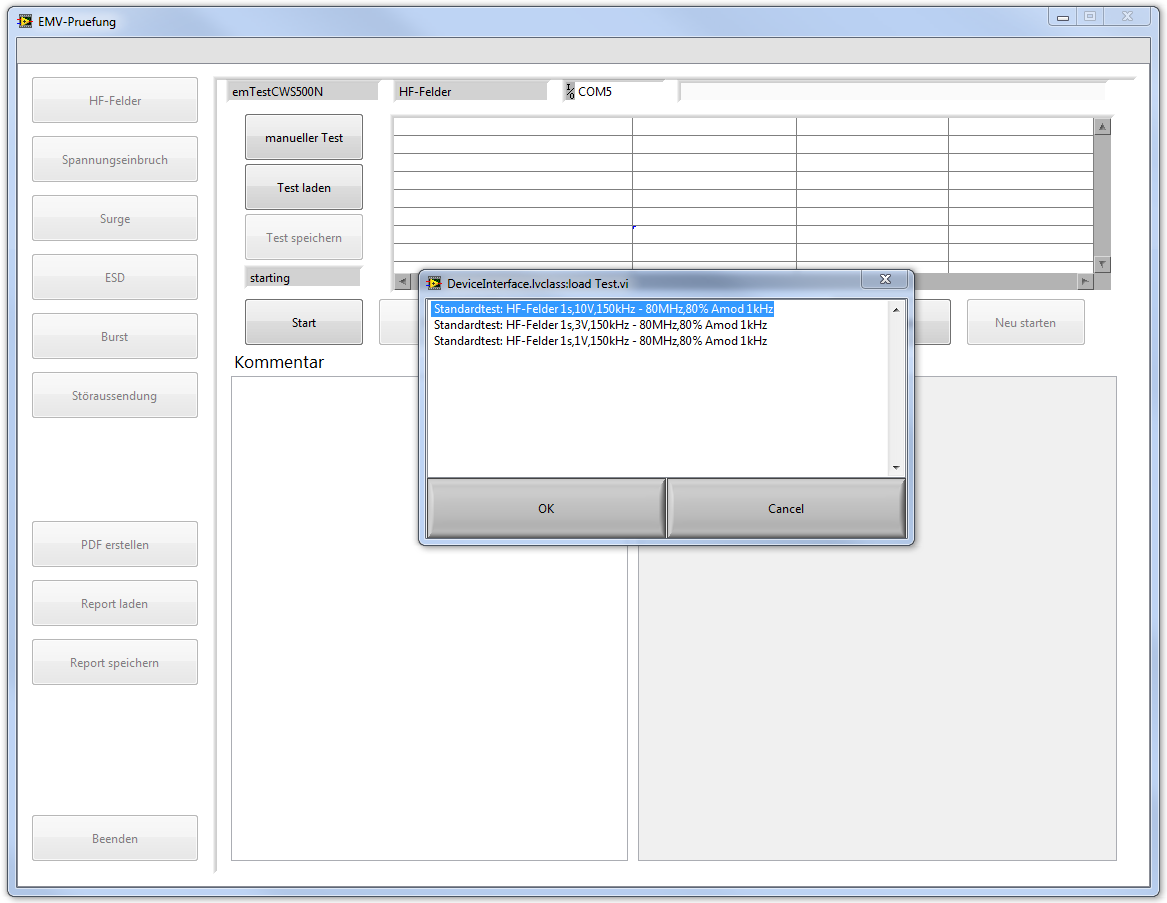 EMV-Pruefung
HF-Felder
Spannungseinbruch
Surge
ESD
Burst
Störaussendung
PDF erstellen
Report laden
Report speichern
Beenden
emTestCWS500N
HF-Felder
I/O COM5
manueller Test
Test laden
Test speichern
starting
Start
Neu starten
Kommentar
DeviceInterface.lvclass:load Test.vi
Standardtest: HF-Felder 1s,10V,150kHz - 80MHz,80% Amod 1kHz
Standardtest: HF-Felder 1s,3V,150kHz - 80MHz,80% Amod 1kHz
Standardtest: HF-Felder 1s,1V,150kHz - 80MHz,80% Amod 1kHz
OK
Cancel